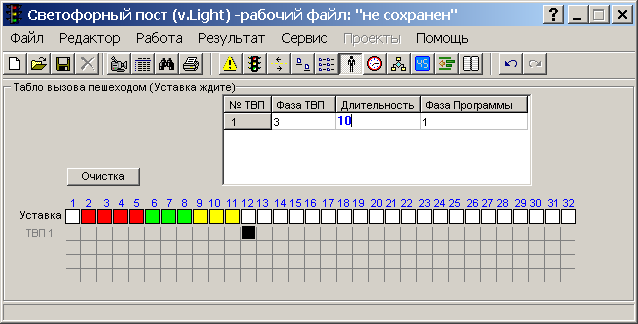 Светофорный пост (v.Light) -рабочий файл: "не сохранен"
Файл Редактор Работа Результат Сервис Проекты Помощь
45
Табло вызова пешеходом (Уставка ждите)
№ ТВП Фаза ТВП Длительность Фаза Программы
1 3 10 1
Очистка
1 2 3 4 5 6 7 8 9 10 11 12 13 14 15 16 17 18 19 20 21 22 23 24 25 26 27 28 29 30 31 32
Уставка
ТВП 1